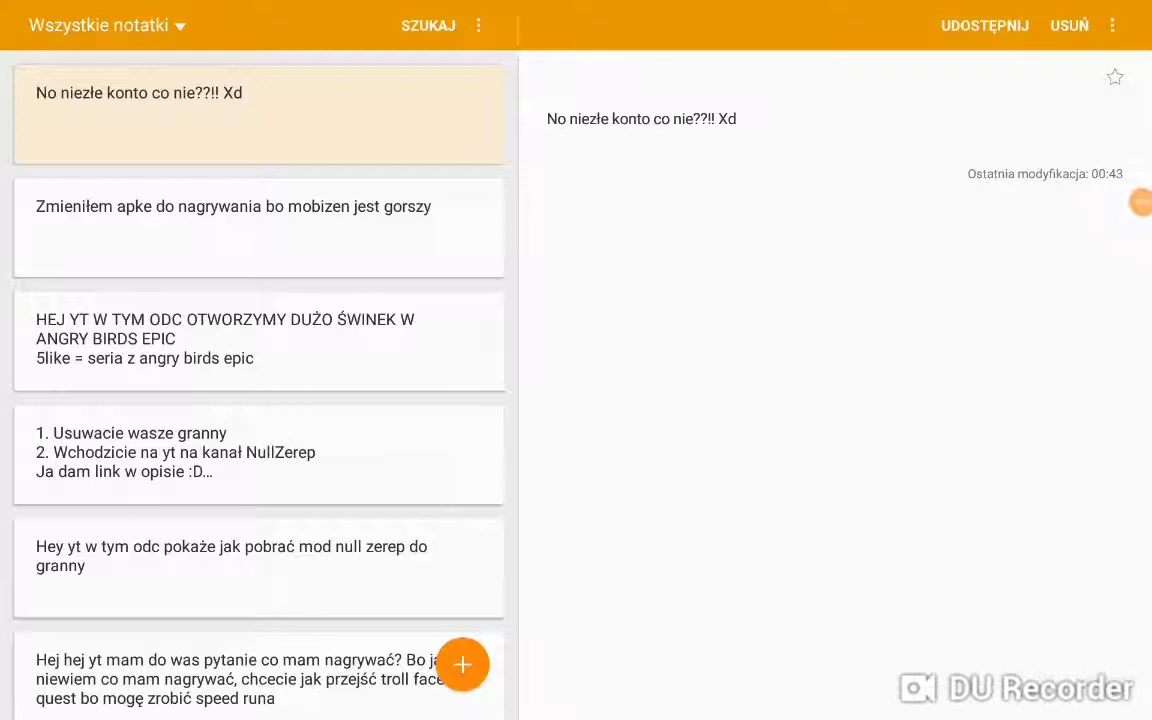 Wszystkie notatki
SZUKAJ
UDOSTĘPNIJ
USUŃ
No niezłe konto co nie??!! Xd
Zmieniłem apke do nagrywania bo mobizen jest gorszy
HEJ YT W TYM ODC OTWORZYMY DUŻO ŚWINEK W
ANGRY BIRDS EPIC
5like = seria z angry birds epic
1. Usuwacie wasze granny
2. Wchodzicie na yt na kanał NullZerep
Ja dam link w opisie :D...
Hey yt w tym odc pokaże jak pobrać mod null zerep do
granny
Hej hej yt mam do was pytanie co mam nagrywać? Bo
niewiem co mam nagrywać, chcecie jak przejść troll face
quest bo mogę zrobić speed runa
No niezłe konto co nie??!! Xd
Ostatnia modyfikacja: 00:43
DU Recorder